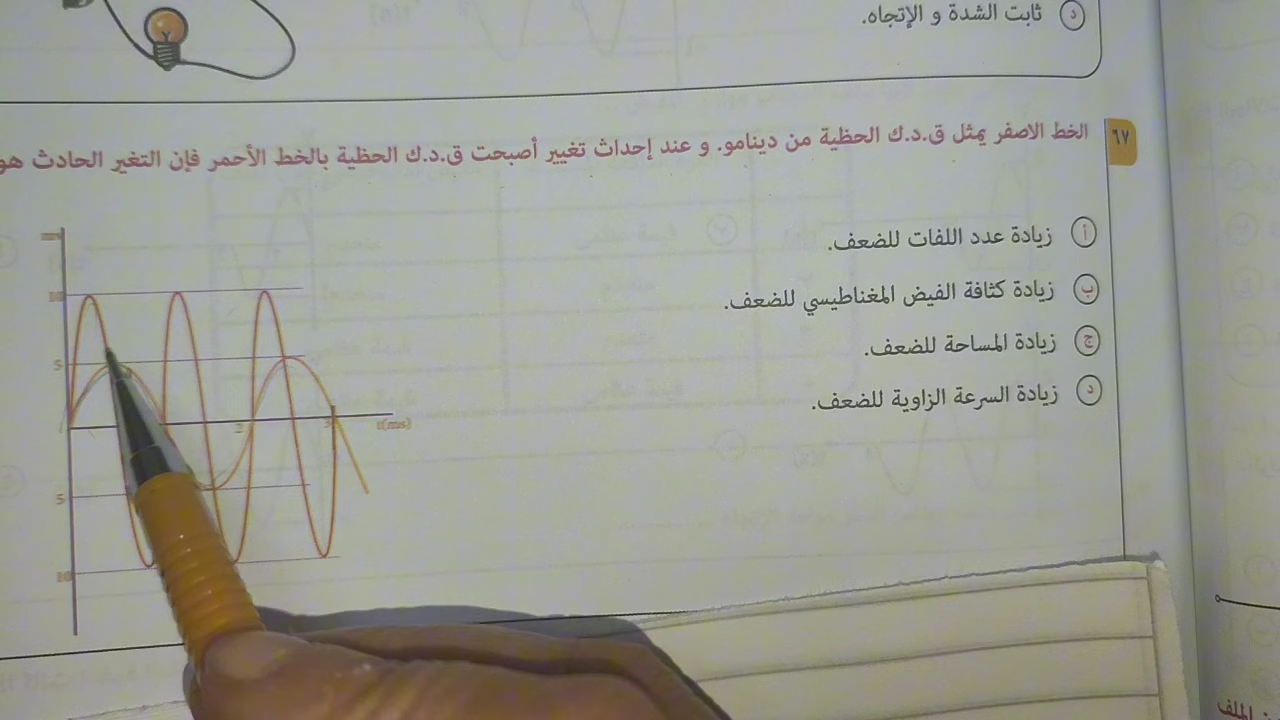 د ثابت الشدة و الإتجاه.
٦٧ الخط الاصفر يمثل ق.د.ك الحظية من دينامو. و عند إحداث تغيير أصبحت ق.د.ك الحظية بالخط الأحمر فإن التغير الحادث هو
أ زيادة عدد اللفات للضعف.
ب زيادة كثافة الفيض المغناطيسي للضعف.
ج زيادة المساحة للضعف.
د زيادة السرعة الزاوية للضعف.
10
5
2
3
t(ms)
5
10